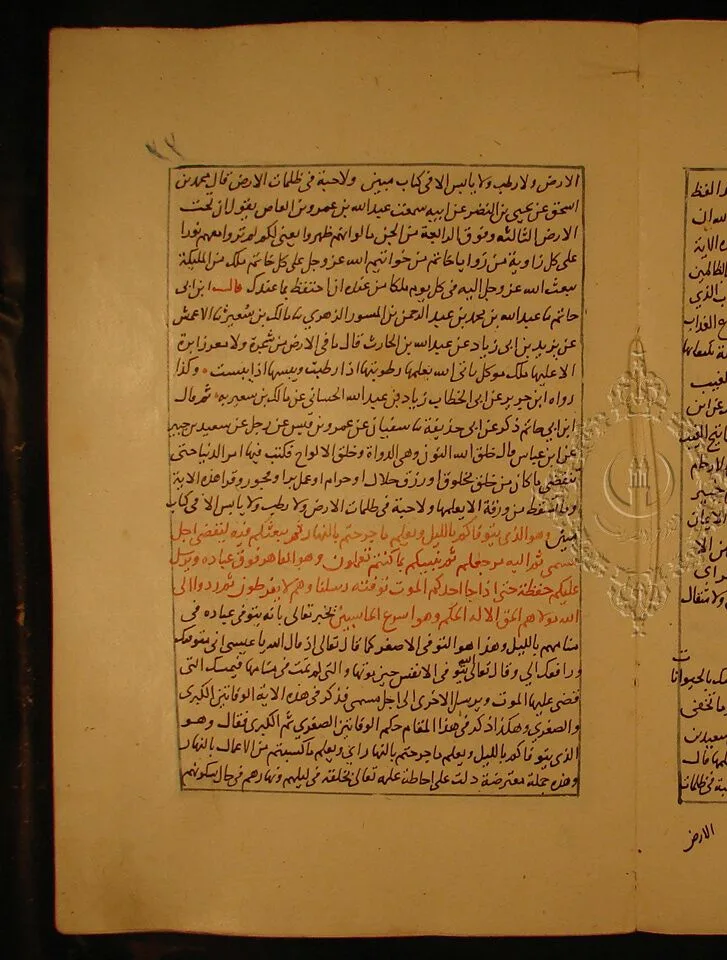 الارض ولا رطب ولا يابس الا في كتاب مبين ولا حبة في ظلمات الارض قال محمد بن
اسحق عن يحيى بن النضر عن ابيه سمعت عبد الله بن عمرو بن العاص يقول ان تحت
الارض الثالثة وفوق الرابعة من الجن ما لو انهم ظهروا يعني لكم لم تروا معهم نورا
على كل زاوية من زوايا خاتم من خواتيم الله عز وجل على كل خاتم ملك من الملئكة
يبعث الله عز وجل اليه في كل يوم ملكا من عنده ان احتفظ بما عندك قال ابن ابي
حاتم ثنا عبد الله بن محمد بن عبد الرحمن بن المسور الزهري ثنا مالك بن سعير ثنا الاعمش
عن يزيد بن ابي زياد عن عبد الله بن الحارث قال ما في الارض من شجرة ولا مغرز ابرة
الا عليها ملك موكل ياتي الله بعلمها رطوبتها اذا رطبت ويبسها اذا يبست وكذا
رواه ابن جرير عن ابي الخطاب زياد بن عبد الله الحساني عن مالك بن سعير به ثم قال
ابن ابي حاتم ذكر عن ابي حذيفة ثنا سفيان عن عمرو بن قيس عن رجل عن سعيد بن جبير
عن ابن عباس قال خلق الله النون وهي الدواة وخلق الالواح فكتب فيها امر الدنيا حتى
تنقضي ما كان من خلق مخلوق او رزق حلال او حرام او عمل بر او فجور وقرا هذه الاية
وما تسقط من ورقة الا يعلمها ولا حبة في ظلمات الارض ولا رطب ولا يابس الا في كتاب
مبين وهو الذي يتوفاكم بالليل ويعلم ما جرحتم بالنهار ثم يبعثكم فيه ليقضى اجل
مسمى ثم اليه مرجعكم ثم ينبيكم بما كنتم تعملون وهو القاهر فوق عباده ويرسل
عليكم حفظة حتى اذا جا احدكم الموت توفته رسلنا وهم لا يفرطون ثم ردوا الى
الله مولاهم الحق الا له الحكم وهو اسرع الحاسبين يخبر تعالى بانه يتوفى عباده في
منامهم بالليل وهذا هو التوفي الاصغر كما قال تعالى اذ قال الله يا عيسى اني متوفيك
ورافعك الي وقال تعالى الله يتوفى الانفس حين موتها والتي لم تمت في منامها فيمسك التي
قضى عليها الموت ويرسل الاخرى الى اجل مسمى فذكر في هذه الاية الوفاتين الكبرى
والصغرى وهكذا ذكر في هذا المقام حكم الوفاتين الصغرى ثم الكبرى فقال وهو
الذي يتوفاكم بالليل ويعلم ما جرحتم بالنهار اي ويعلم ما كسبتم من الاعمال بالنهار
وهذه جملة معترضة دلت على احاطة علمه تعالى بخلقه في ليلهم ونهارهم في حال سكونهم
الارض